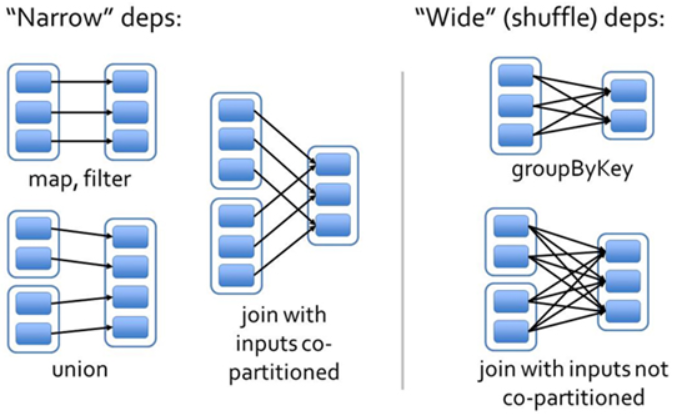 “Narrow” deps:
“Wide” (shuffle) deps:
map, filter
groupByKey
union
join with
inputs co-
partitioned
join with inputs not
co-partitioned